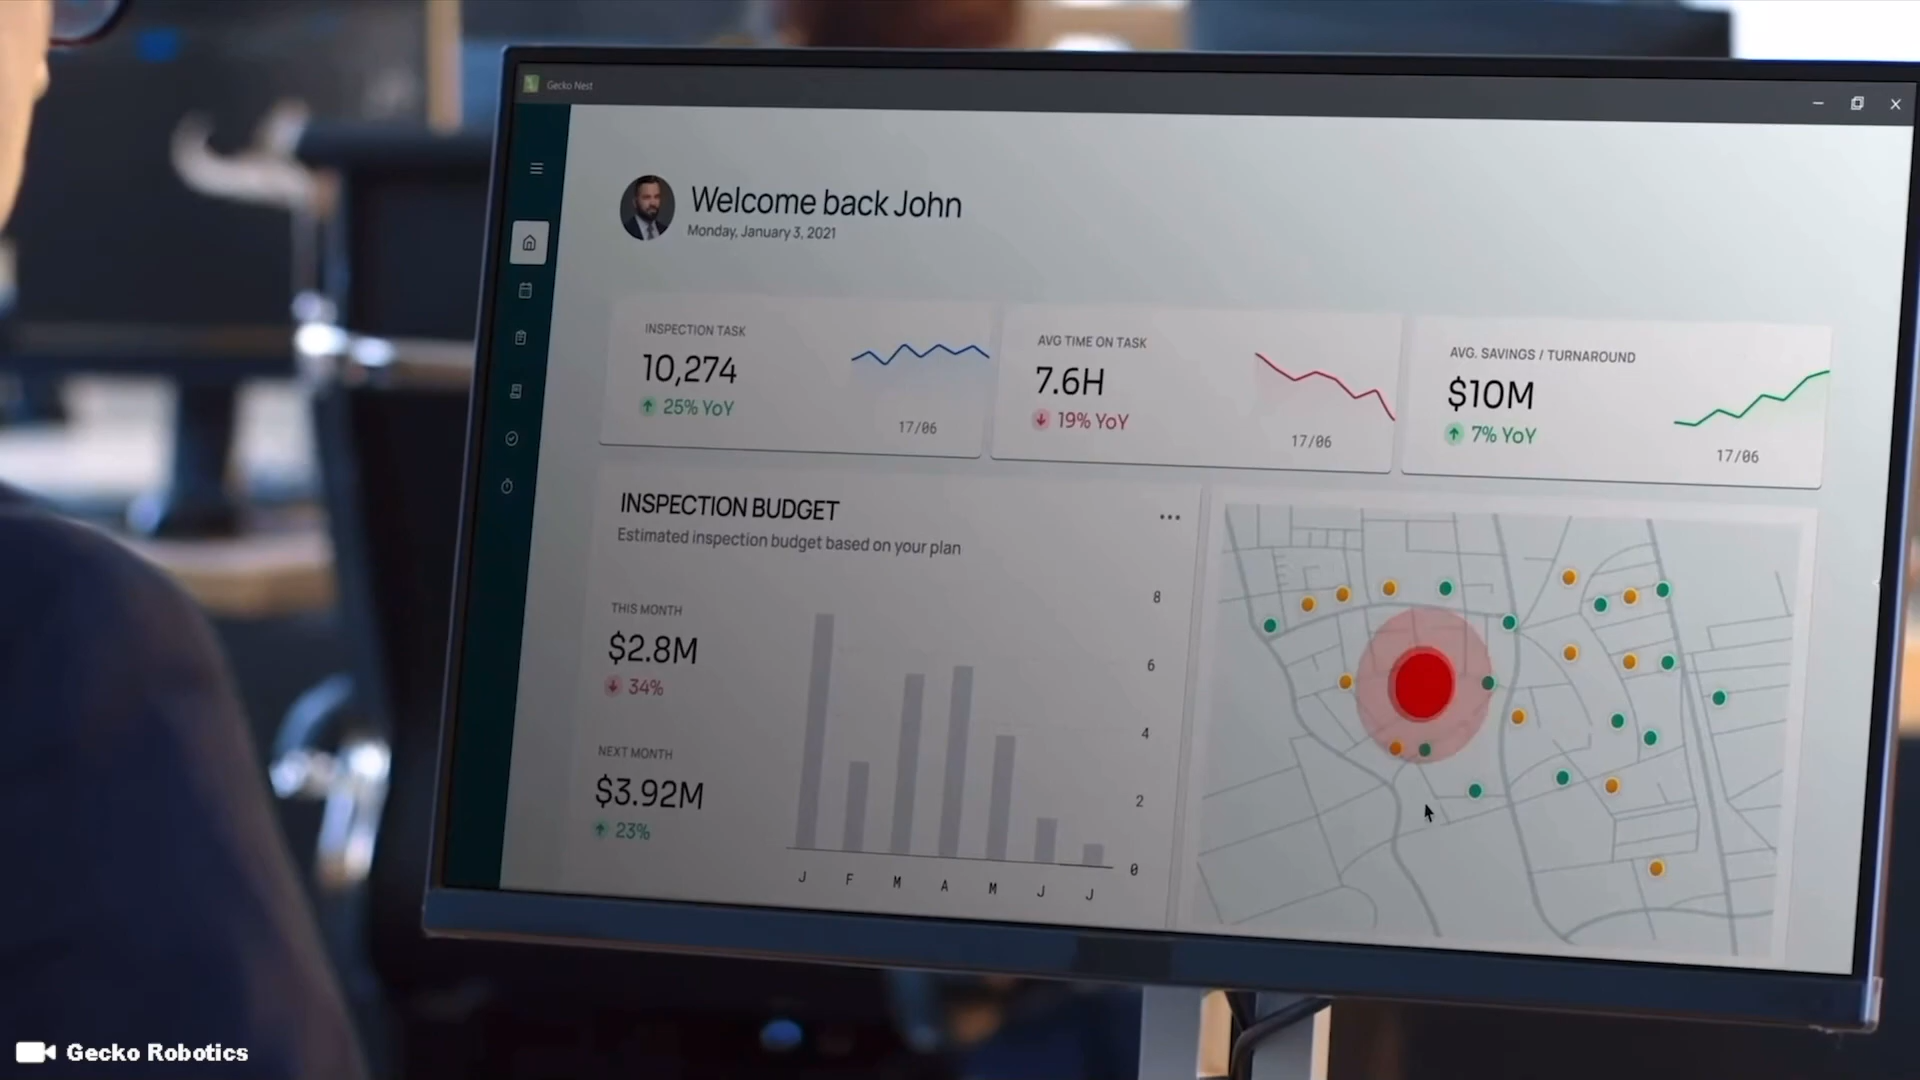 Gecko Nest
Welcome back John
Monday, January 3, 2021
INSPECTION TASK
10,274
25% YoY
17/06
AVG TIME ON TASK
7.6H
19% YoY
17/06
AVG. SAVINGS / TURNAROUND
$10M
7% YoY
17/06
INSPECTION BUDGET
Estimated inspection budget based on your plan
THIS MONTH
$2.8M
34%
NEXT MONTH
$3.92M
23%
8
6
4
2
0
J F M A M J J
Gecko Robotics